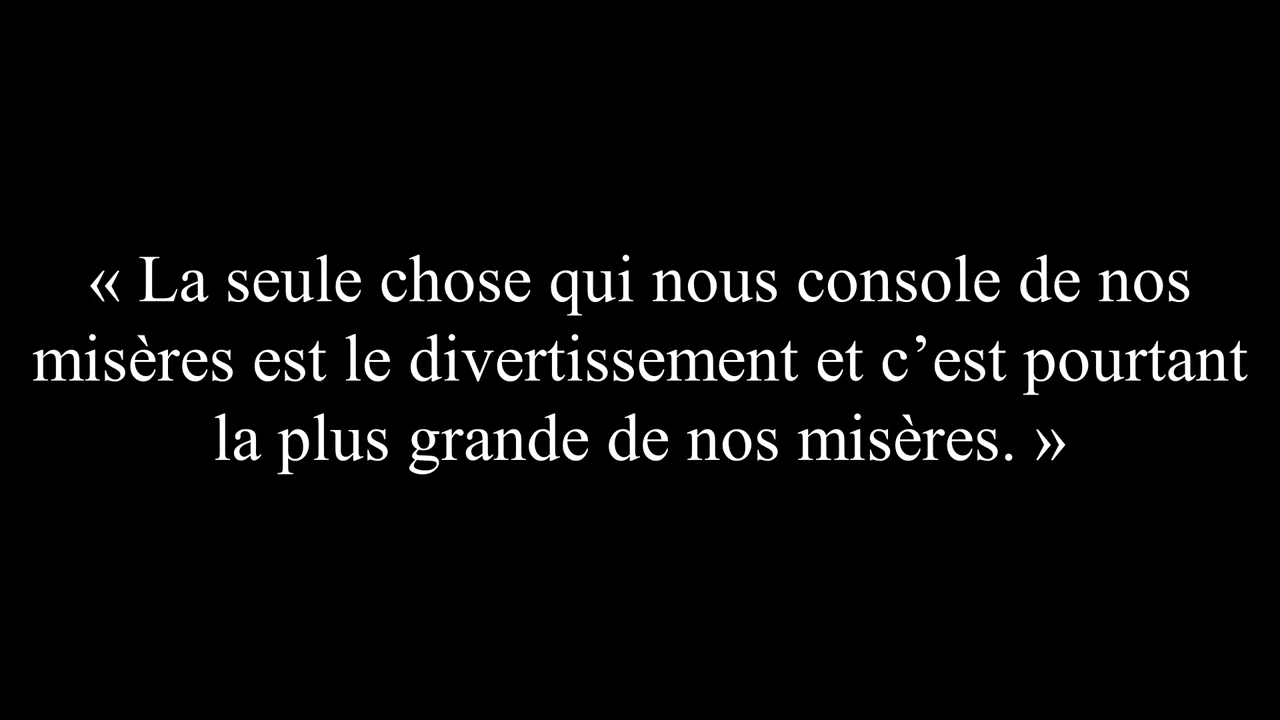 « La seule chose qui nous console de nos
misères est le divertissement et c’est pourtant
la plus grande de nos misères. »